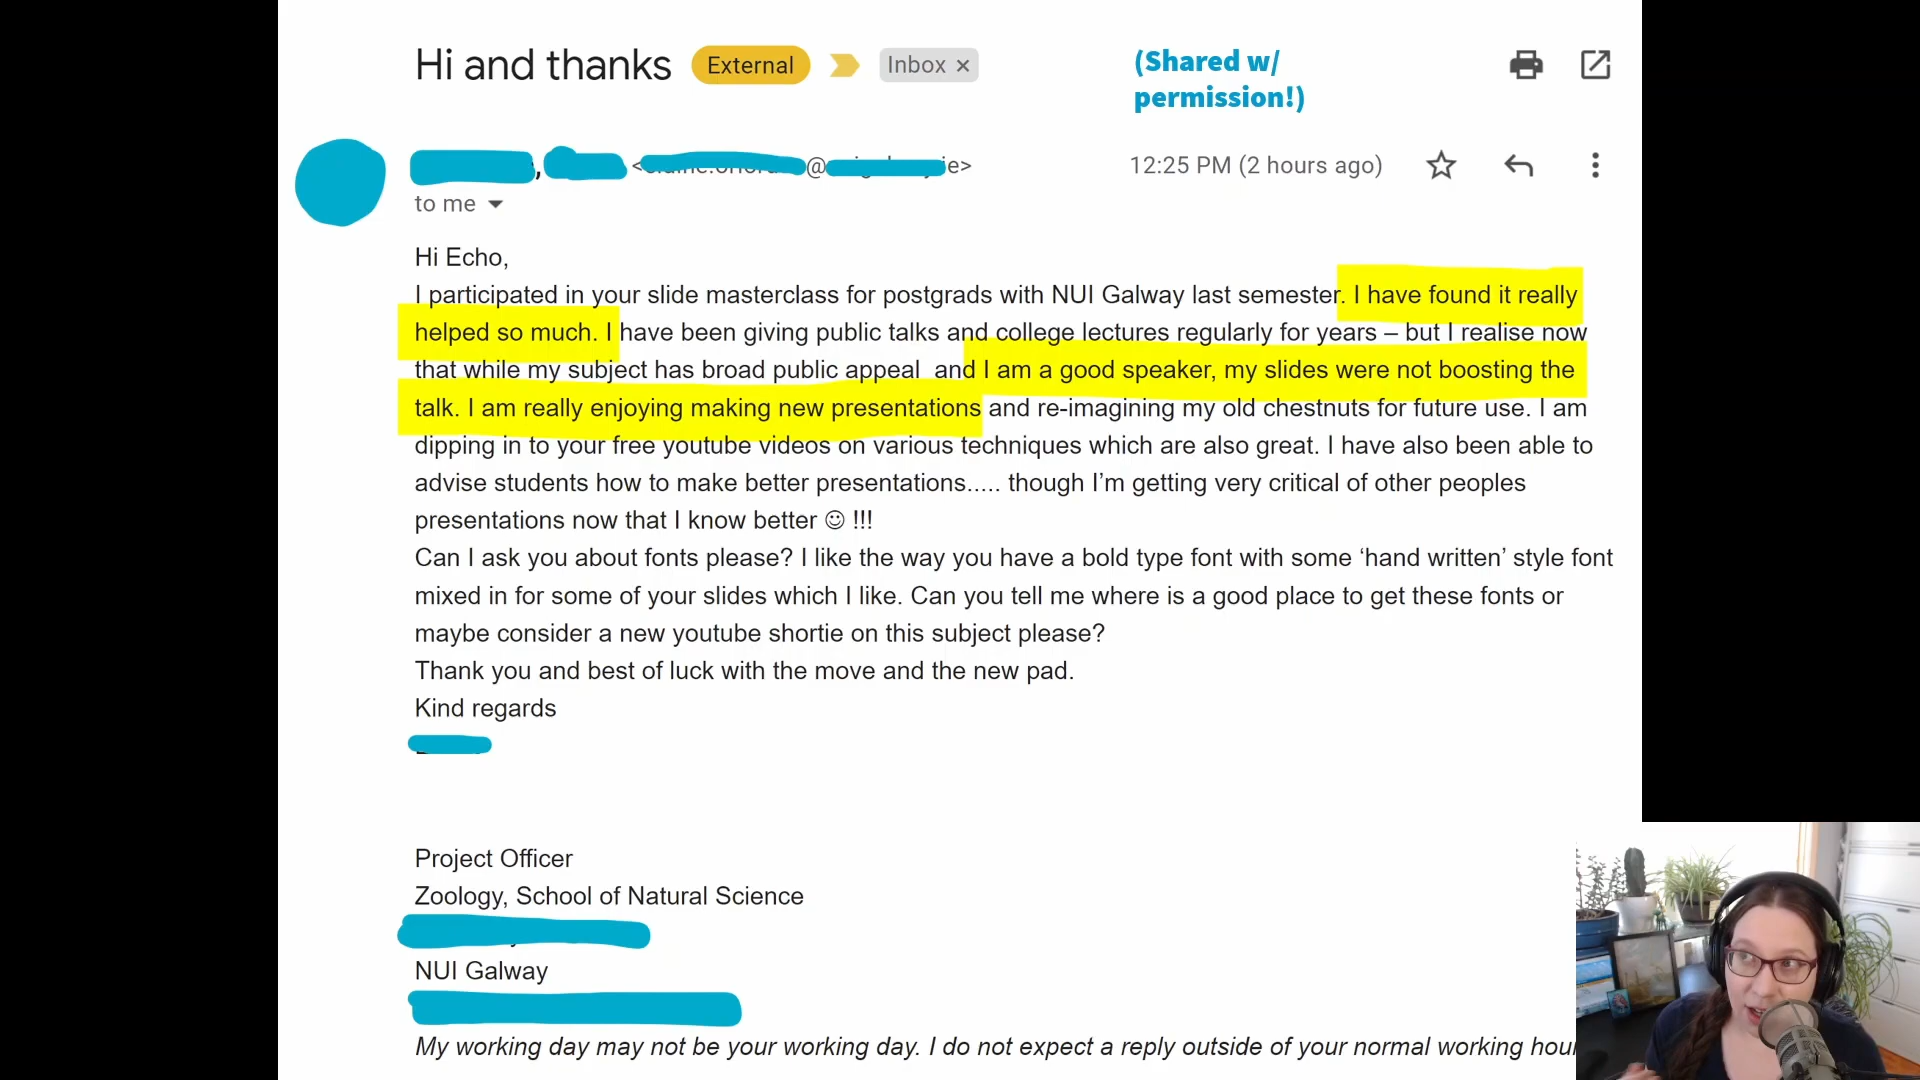 Hi and thanks External Inbox ×
(Shared w/
permission!)
12:25 PM (2 hours ago)
to me
Hi Echo,
I participated in your slide masterclass for postgrads with NUI Galway last semester. I have found it really
helped so much. I have been giving public talks and college lectures regularly for years – but I realise now
that while my subject has broad public appeal  and I am a good speaker, my slides were not boosting the
talk. I am really enjoying making new presentations and re-imagining my old chestnuts for future use. I am
dipping in to your free youtube videos on various techniques which are also great. I have also been able to
advise students how to make better presentations..... though I’m getting very critical of other peoples
presentations now that I know better ☺ !!!
Can I ask you about fonts please? I like the way you have a bold type font with some ‘hand written’ style font
mixed in for some of your slides which I like. Can you tell me where is a good place to get these fonts or
maybe consider a new youtube shortie on this subject please?
Thank you and best of luck with the move and the new pad.
Kind regards
Project Officer
Zoology, School of Natural Science
NUI Galway
My working day may not be your working day. I do not expect a reply outside of your normal working